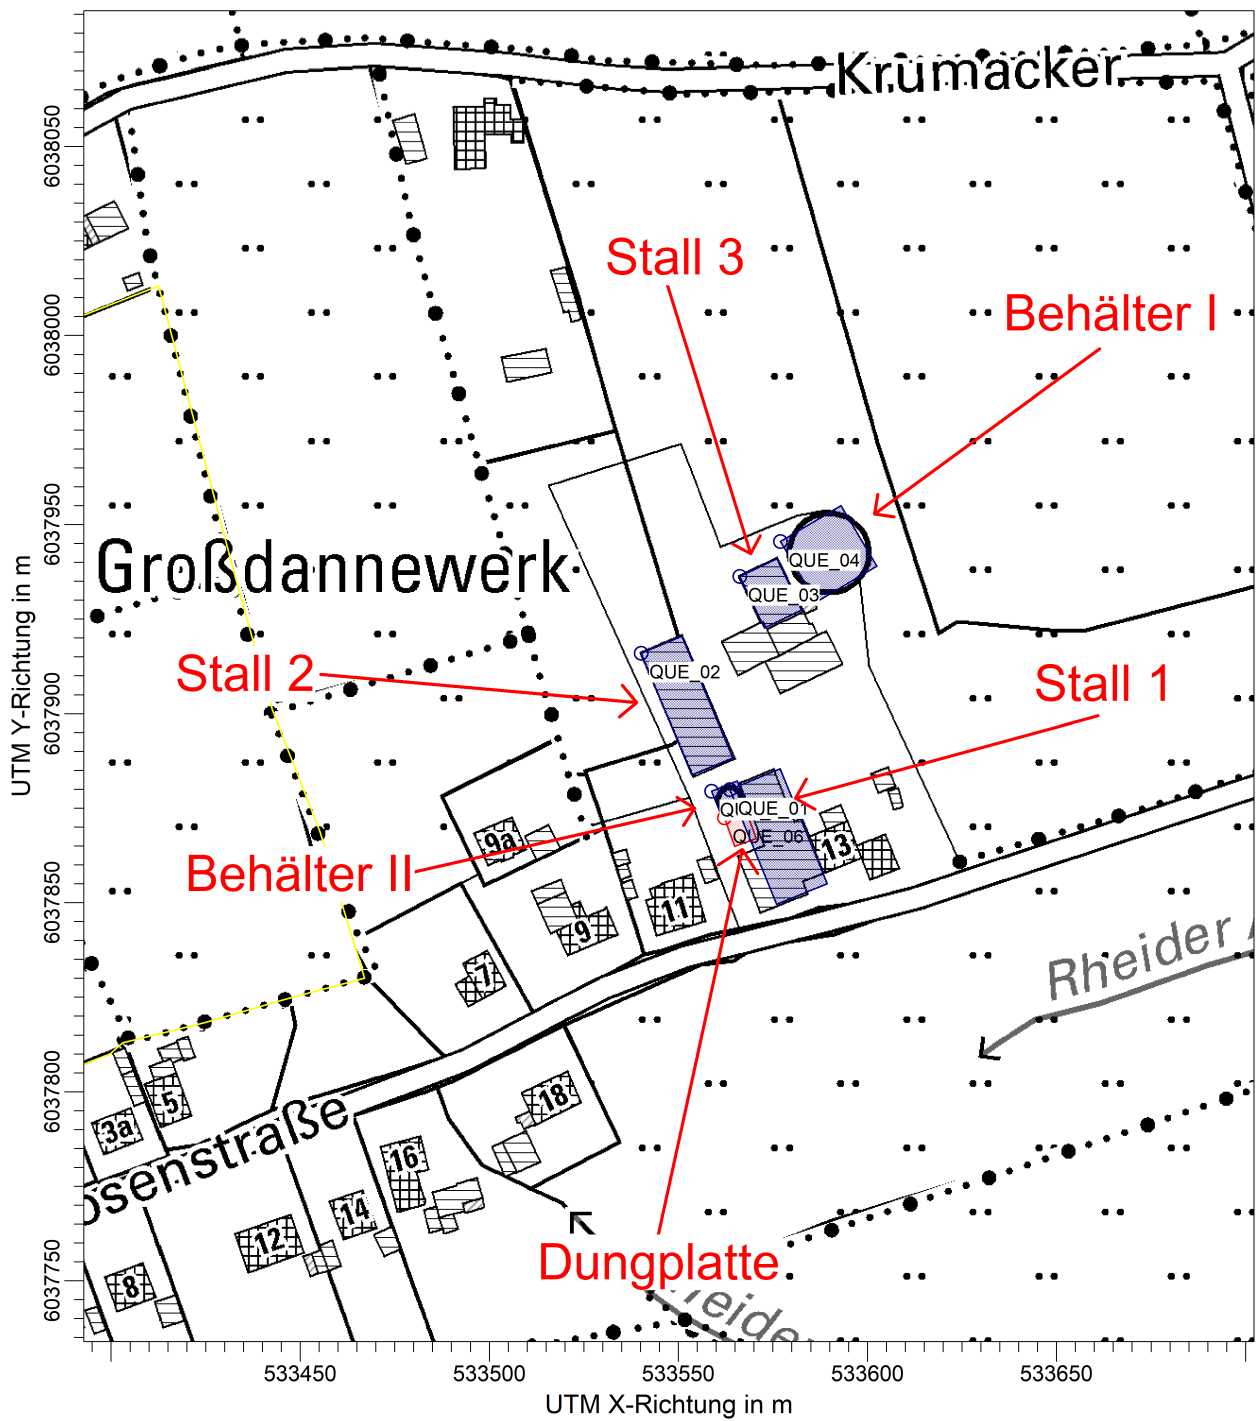 Krumacker
6038050
Stall 3
Behälter I
6038000
6037950
QUE_04
Großdannewerk
QUE_03
UTM Y-Richtung in m
Stall 2
QUE_02
Stall 1
6037900
QUE_01
QUE_06
9a
13
Behälter II
6037850
11
9
7
Rheider
6037800
18
5
3a
osenstraße
16
14
12
8
Dungplatte
6037750
533450
533500
533550
533600
533650
UTM X-Richtung in m